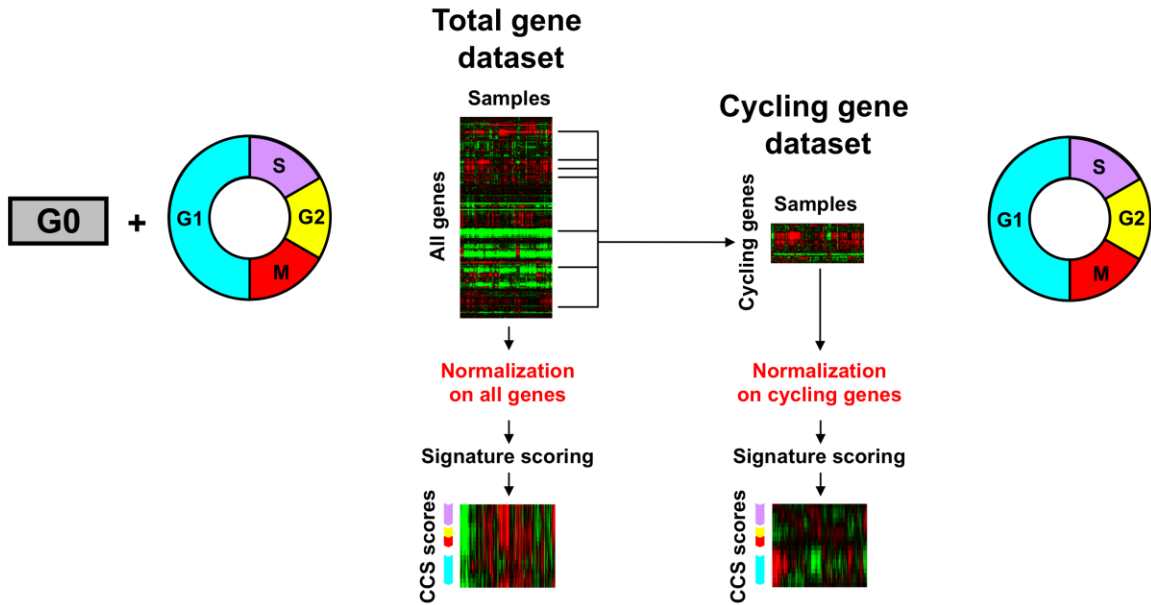 Total gene
dataset
Samples
All genes
G0
+
G1
S
G2
M
Cycling gene
dataset
Samples
Cycling genes
G1
S
G2
M
Normalization
on all genes
Normalization
on cycling genes
Signature scoring
Signature scoring
CCS scores
CCS scores